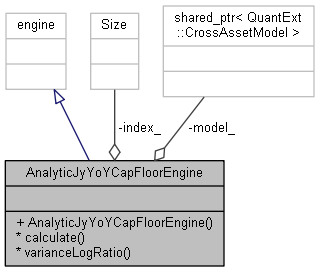 engine
Size
shared_ptr< QuantExt
::CrossAssetModel >
-index_
-model_
AnalyticJyYoYCapFloorEngine
+ AnalyticJyYoYCapFloorEngine()
* calculate()
* varianceLogRatio()